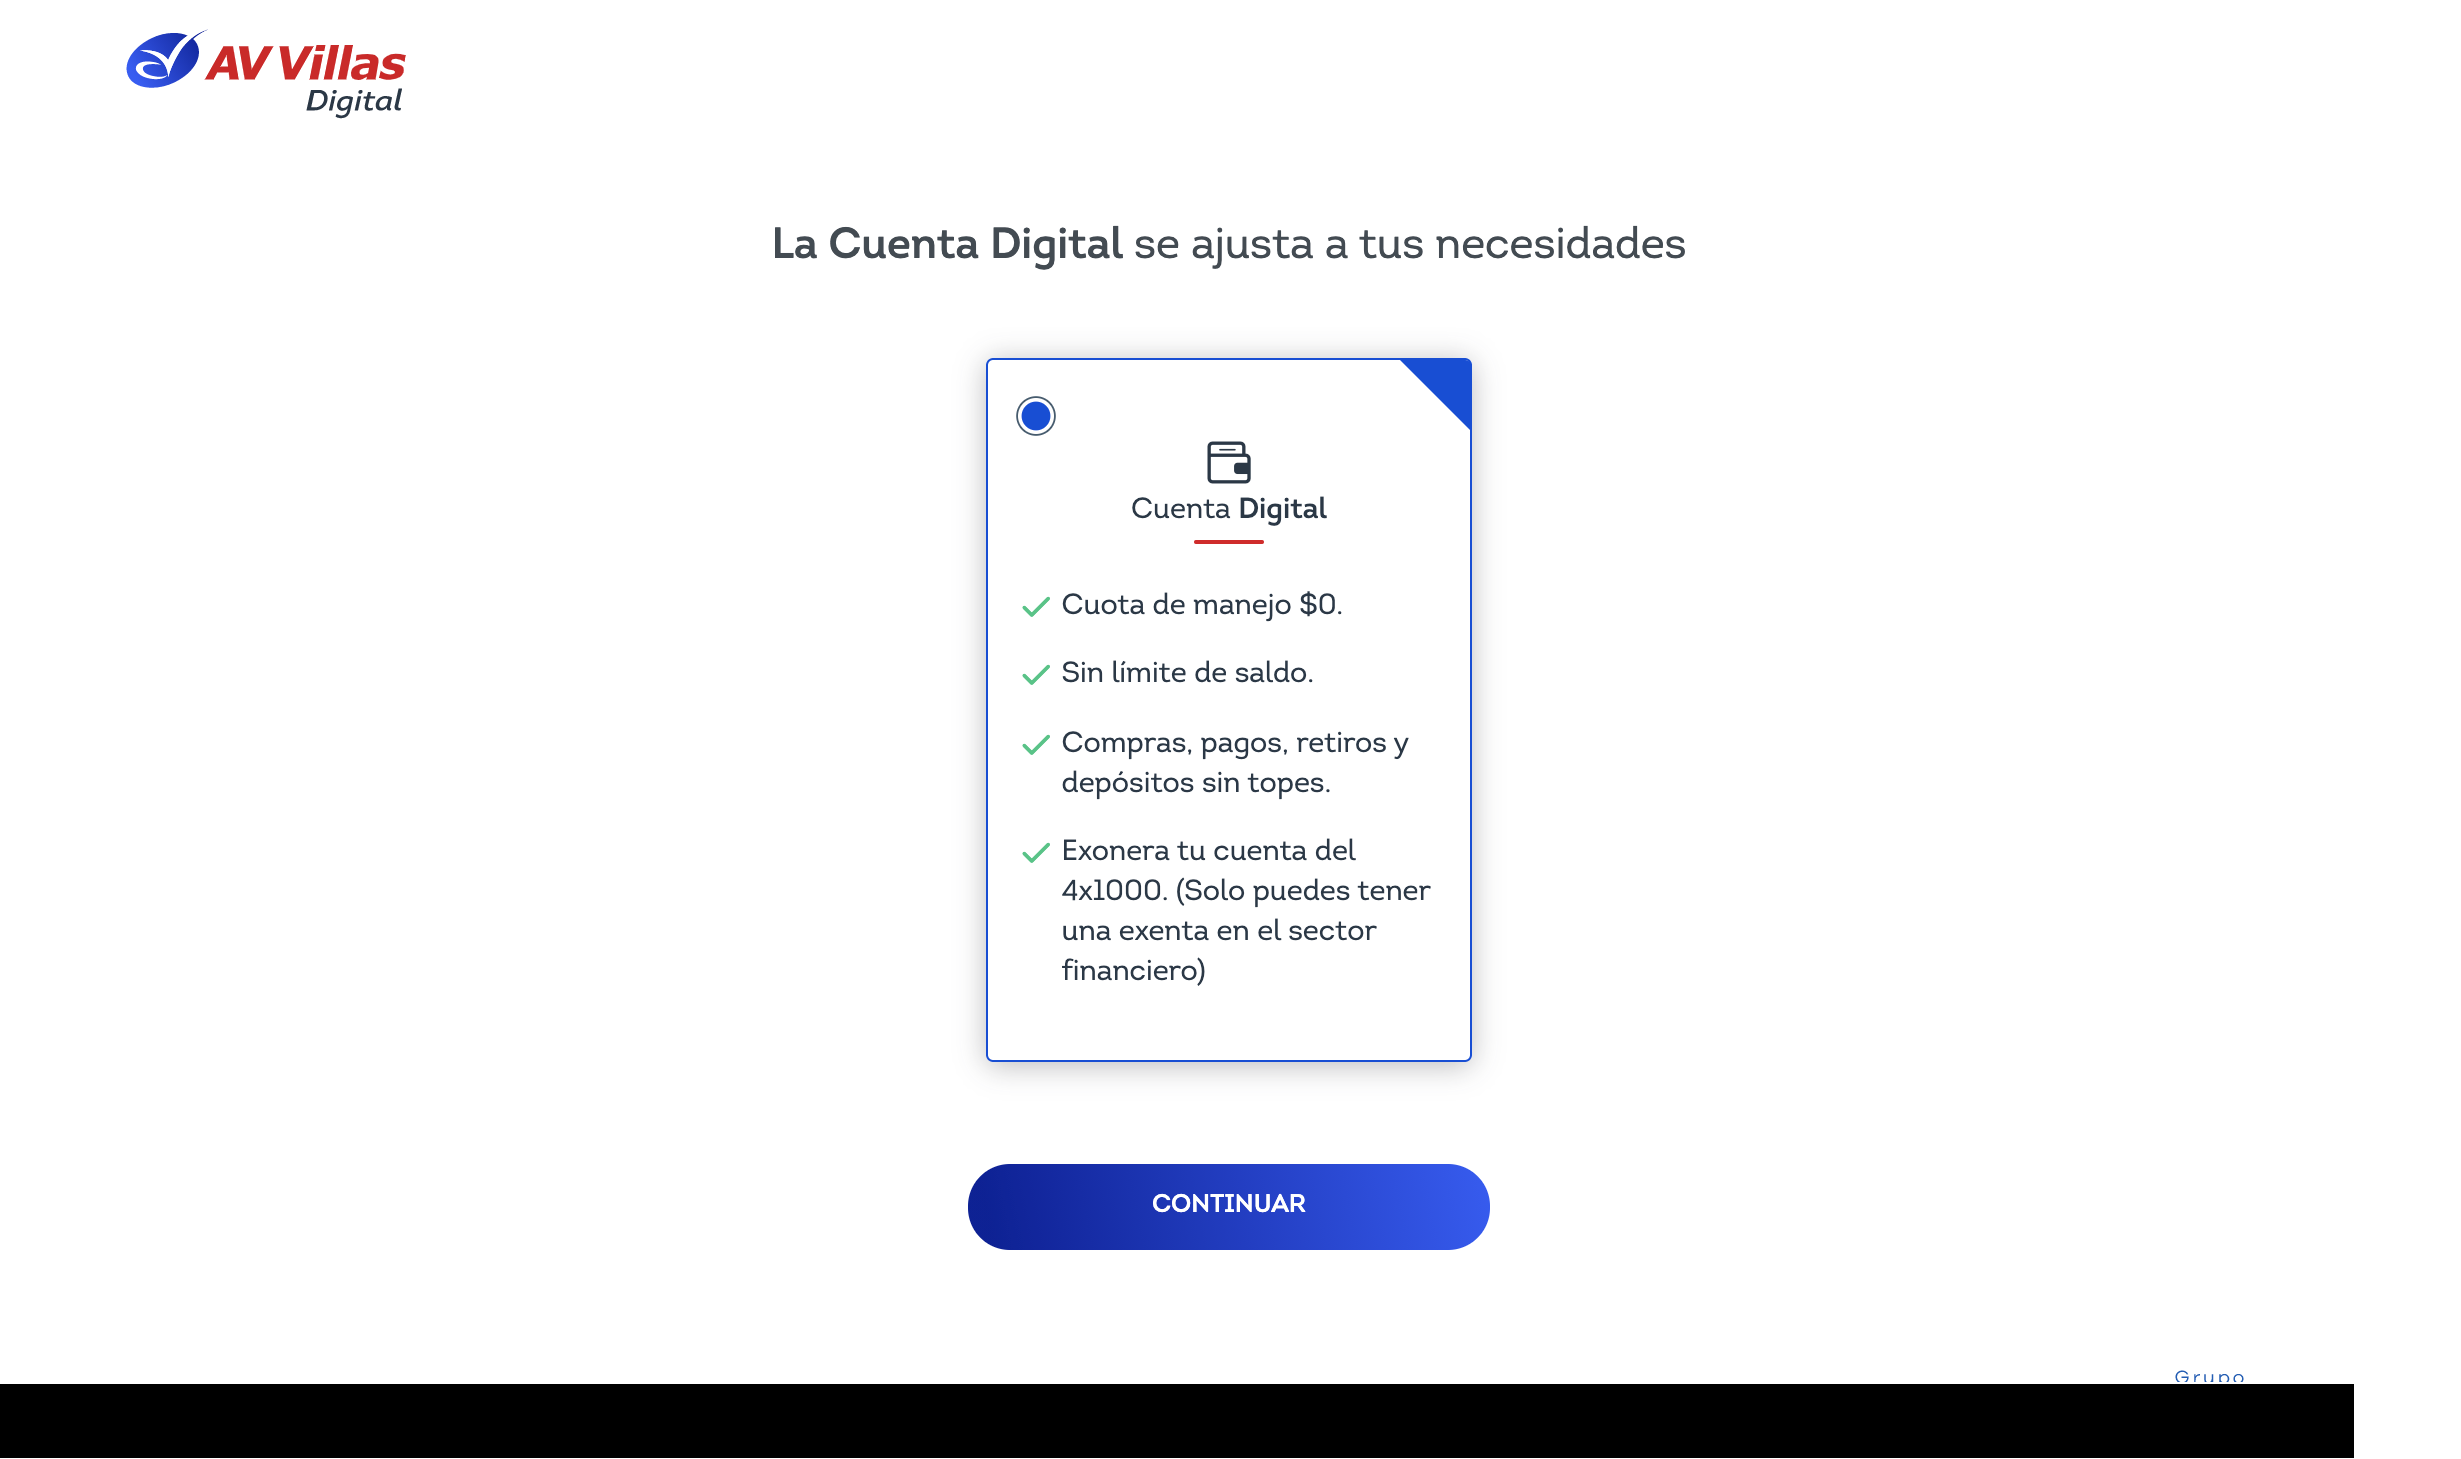 AV Villas
Digital
La Cuenta Digital se ajusta a tus necesidades
Cuenta Digital
Cuota de manejo $0.
Sin límite de saldo.
Compras, pagos, retiros y
depósitos sin topes.
Exonera tu cuenta del
4x1000. (Solo puedes tener
una exenta en el sector
financiero)
CONTINUAR
Grupo